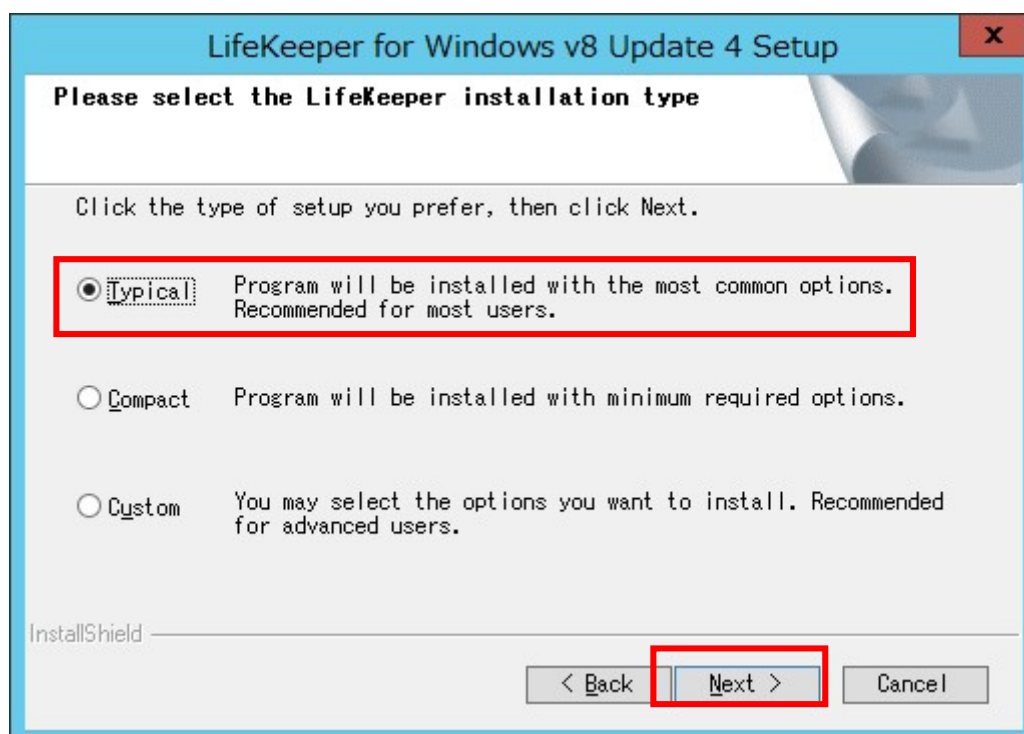 LifeKeeper for Windows v8 Update 4 Setup
x
Please select the LifeKeeper installation type
Click the type of setup you prefer, then click Next.
Typical Program will be installed with the most common options.
Recommended for most users.
Compact Program will be installed with minimum required options.
Custom You may select the options you want to install. Recommended
for advanced users.
InstallShield
< Back Next > Cancel